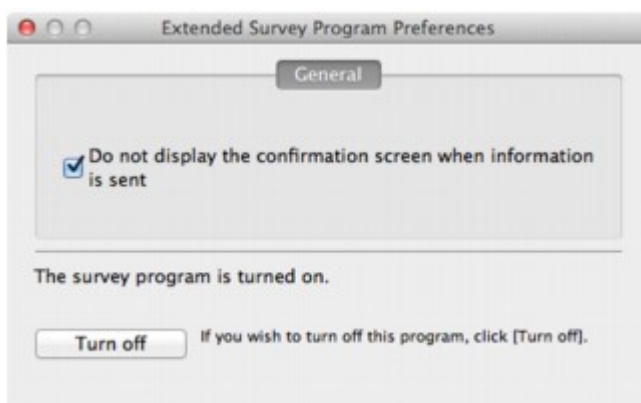 Extended Survey Program Preferences
General
Do not display the confirmation screen when information
is sent
The survey program is turned on.
Turn off
If you wish to turn off this program, click [Turn off].